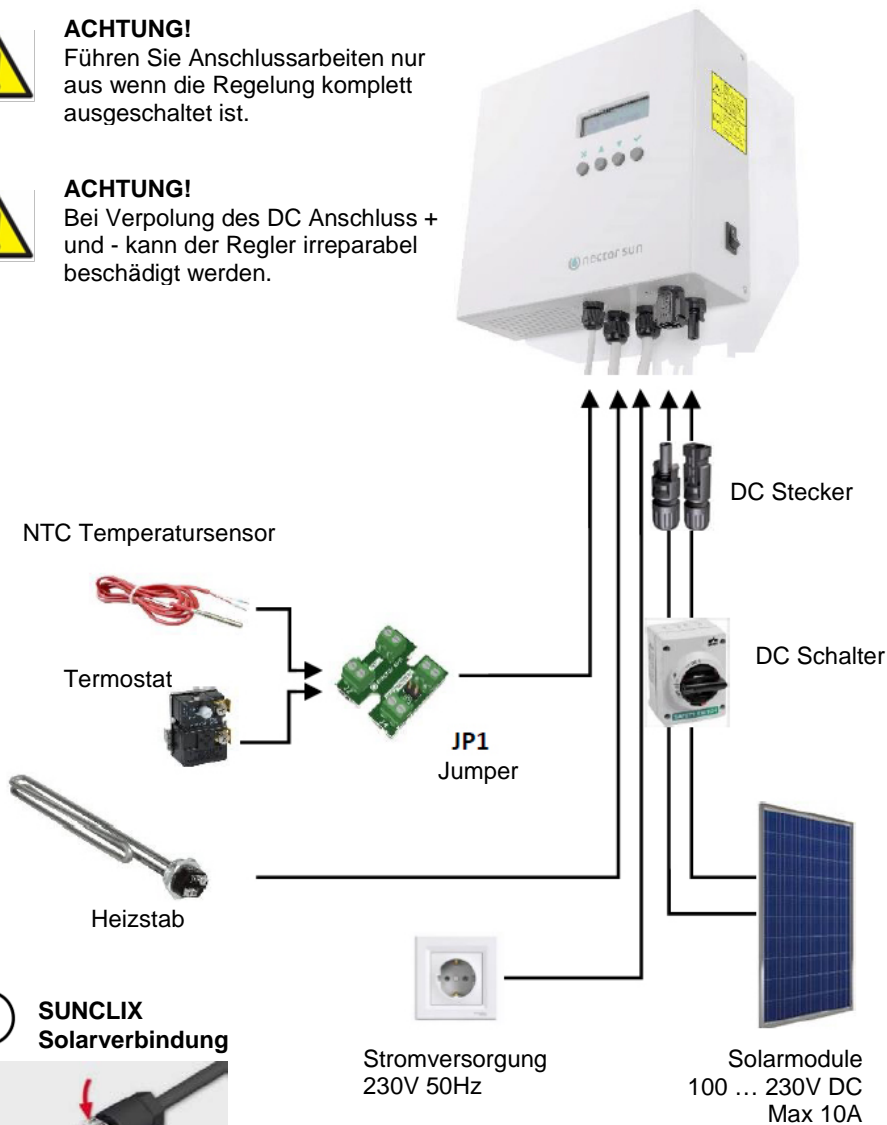 ACHTUNG!
Führen Sie Anschlussarbeiten nur
aus wenn die Regelung komplett
ausgeschaltet ist.
ACHTUNG!
Bei Verpolung des DC Anschluss +
und - kann der Regler irreparabel
beschädigt werden.
nectar sun
DC Stecker
NTC Temperatursensor
DC Schalter
Termostat
JP1
Jumper
Heizstab
SUNCLIX
Solarverbindung
Stromversorgung
230V 50Hz
Solarmodule
100 … 230V DC
Max 10A